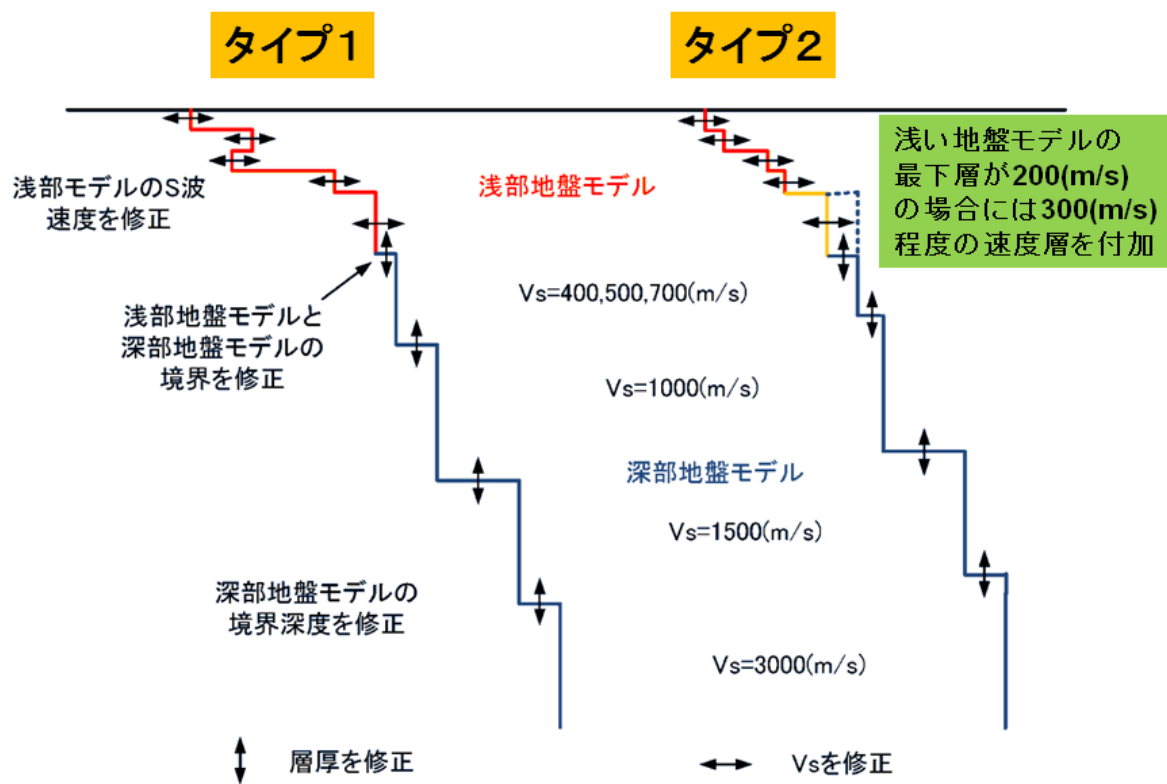 タイプ１
タイプ２
浅部モデルのS波
速度を修正
浅部地盤モデル
浅い地盤モデルの
最下層が200(m/s)
の場合には300(m/s)
程度の速度層を付加
Vs=400,500,700(m/s)
浅部地盤モデルと
深部地盤モデルの
境界を修正
Vs=1000(m/s)
深部地盤モデル
Vs=1500(m/s)
深部地盤モデルの
境界深度を修正
Vs=3000(m/s)
層厚を修正
Vsを修正